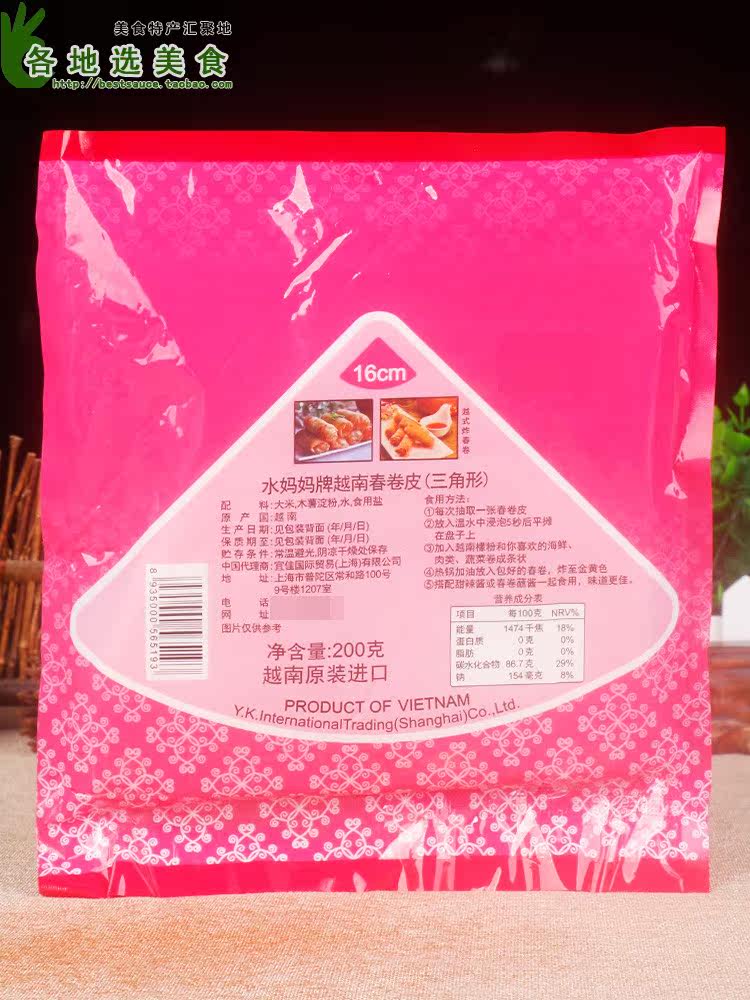 美食特产汇聚地
各地选美食
http://bestsauce.taobao.com
16cm
越式炸春卷
水妈妈牌越南春卷皮(三角形)
配 料:大米,木薯淀粉,水,食用盐
原 产 国:越南
生产日期:见包装背面(年/月/日)
保质期至:见包装背面(年/月/日)
贮存条件:常温避光,阴凉干燥处保存
中国代理商:宜佳国际贸易(上海)有限公司
地 址:上海市普陀区常和路100号
9号楼1207室
电 话
网 址
图片仅供参考
净含量:200克
越南原装进口
食用方法:
①每次抽取一张春卷皮
②放入温水中浸泡5秒后平摊
在盘子上
③加入越南檬粉和你喜欢的海鲜、
肉类、蔬菜卷成条状
④热锅加油放入包好的春卷,炸至金黄色
⑤搭配甜辣酱或春卷蘸酱一起食用,味道更佳。
营养成分表
项目 每100克 NRV%
能量 1474千焦 18%
蛋白质 0克 0%
脂肪 0克 0%
碳水化合物 86.7克 29%
钠 154毫克 8%
8 935000 565193
PRODUCT OF VIETNAM
Y.K.InternationalTrading(Shanghai)Co.,Ltd.